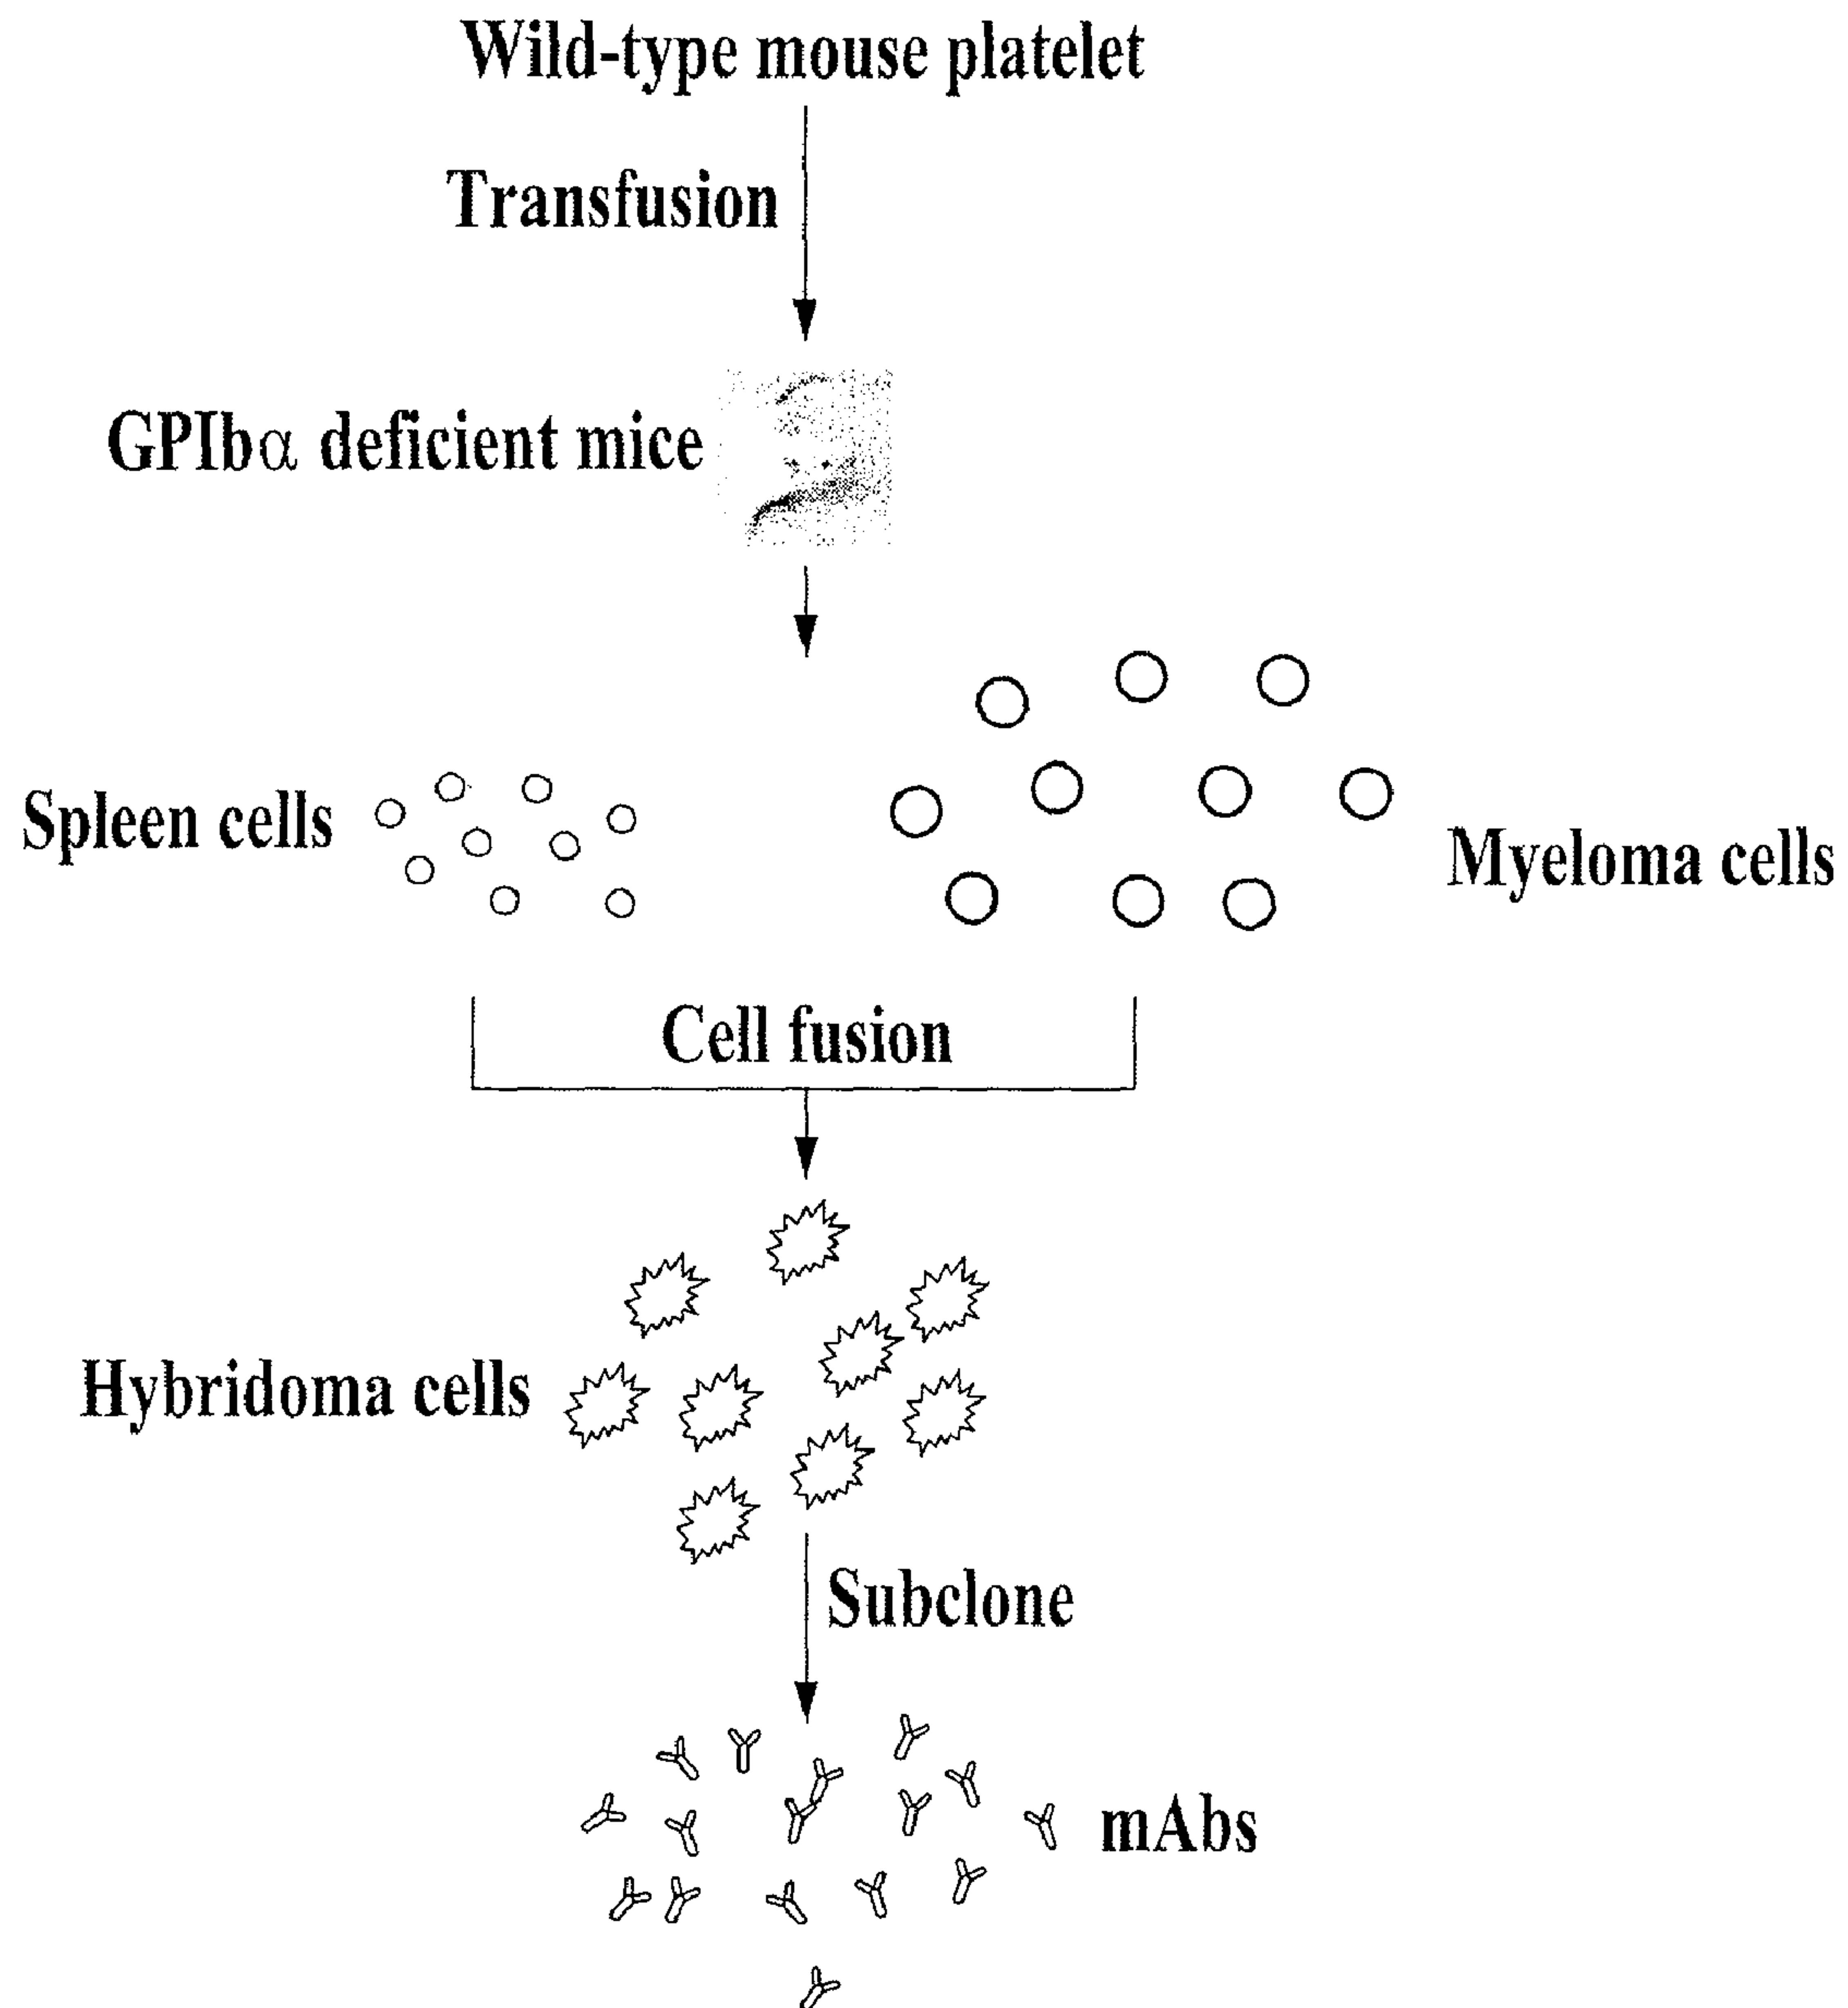 Wild-type mouse platelet
Transfusion
GPIbα deficient mice
Spleen cells
Myeloma cells
Cell fusion
Hybridoma cells
Subclone
mAbs